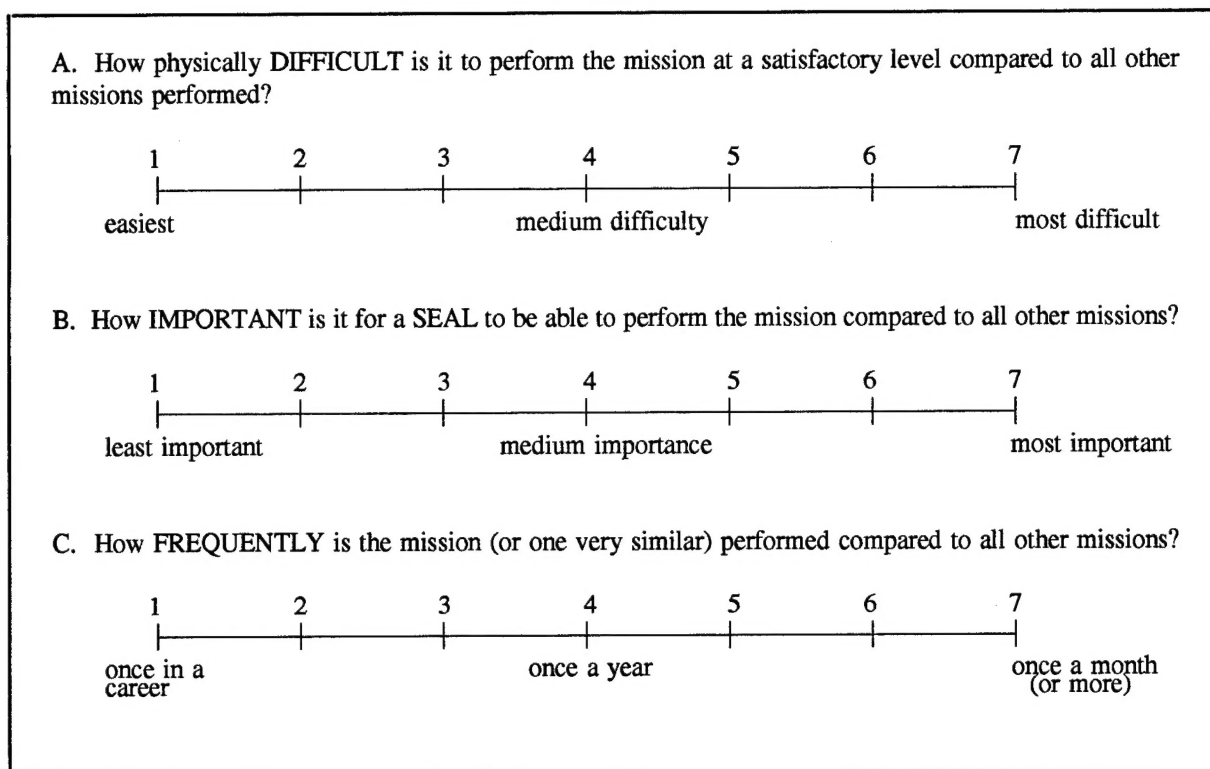 A. How physically DIFFICULT is it to perform the mission at a satisfactory level compared to all other
missions performed?
1 2 3 4 5 6 7
easiest medium difficulty most difficult
B. How IMPORTANT is it for a SEAL to be able to perform the mission compared to all other missions?
1 2 3 4 5 6 7
least important medium importance most important
C. How FREQUENTLY is the mission (or one very similar) performed compared to all other missions?
1 2 3 4 5 6 7
once in a once a year once a month
career (or more)